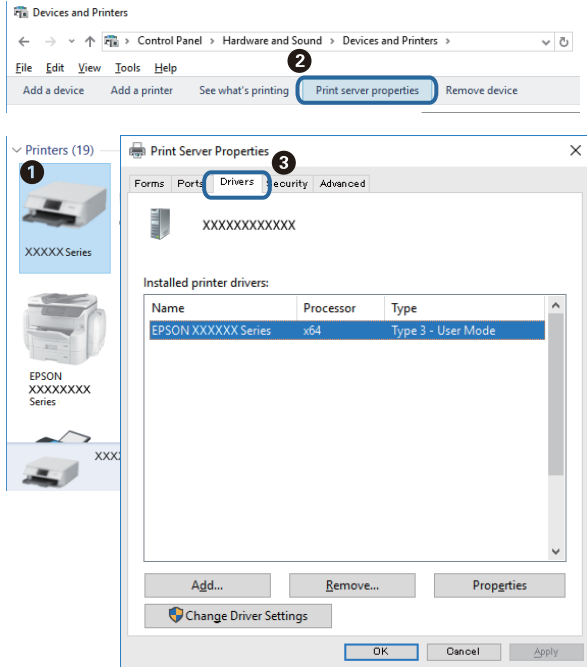 Devices and Printers
Control Panel > Hardware and Sound > Devices and Printers >
2
File Edit View Tools Help
Add a device Add a printer See what's printing Print server properties Remove device
Printers (19)
1
XXXXX Series
EPSON
XXXXXXXX
Series
XXX
Print Server Properties
3
Forms Ports Drivers ecurity Advanced
XXXXXXXXXXXX
Installed printer drivers:
Name Processor Type
EPSON XXXXXX Series x64 Type 3 - User Mode
Add... Remove... Properties
Change Driver Settings
OK Cancel Apply